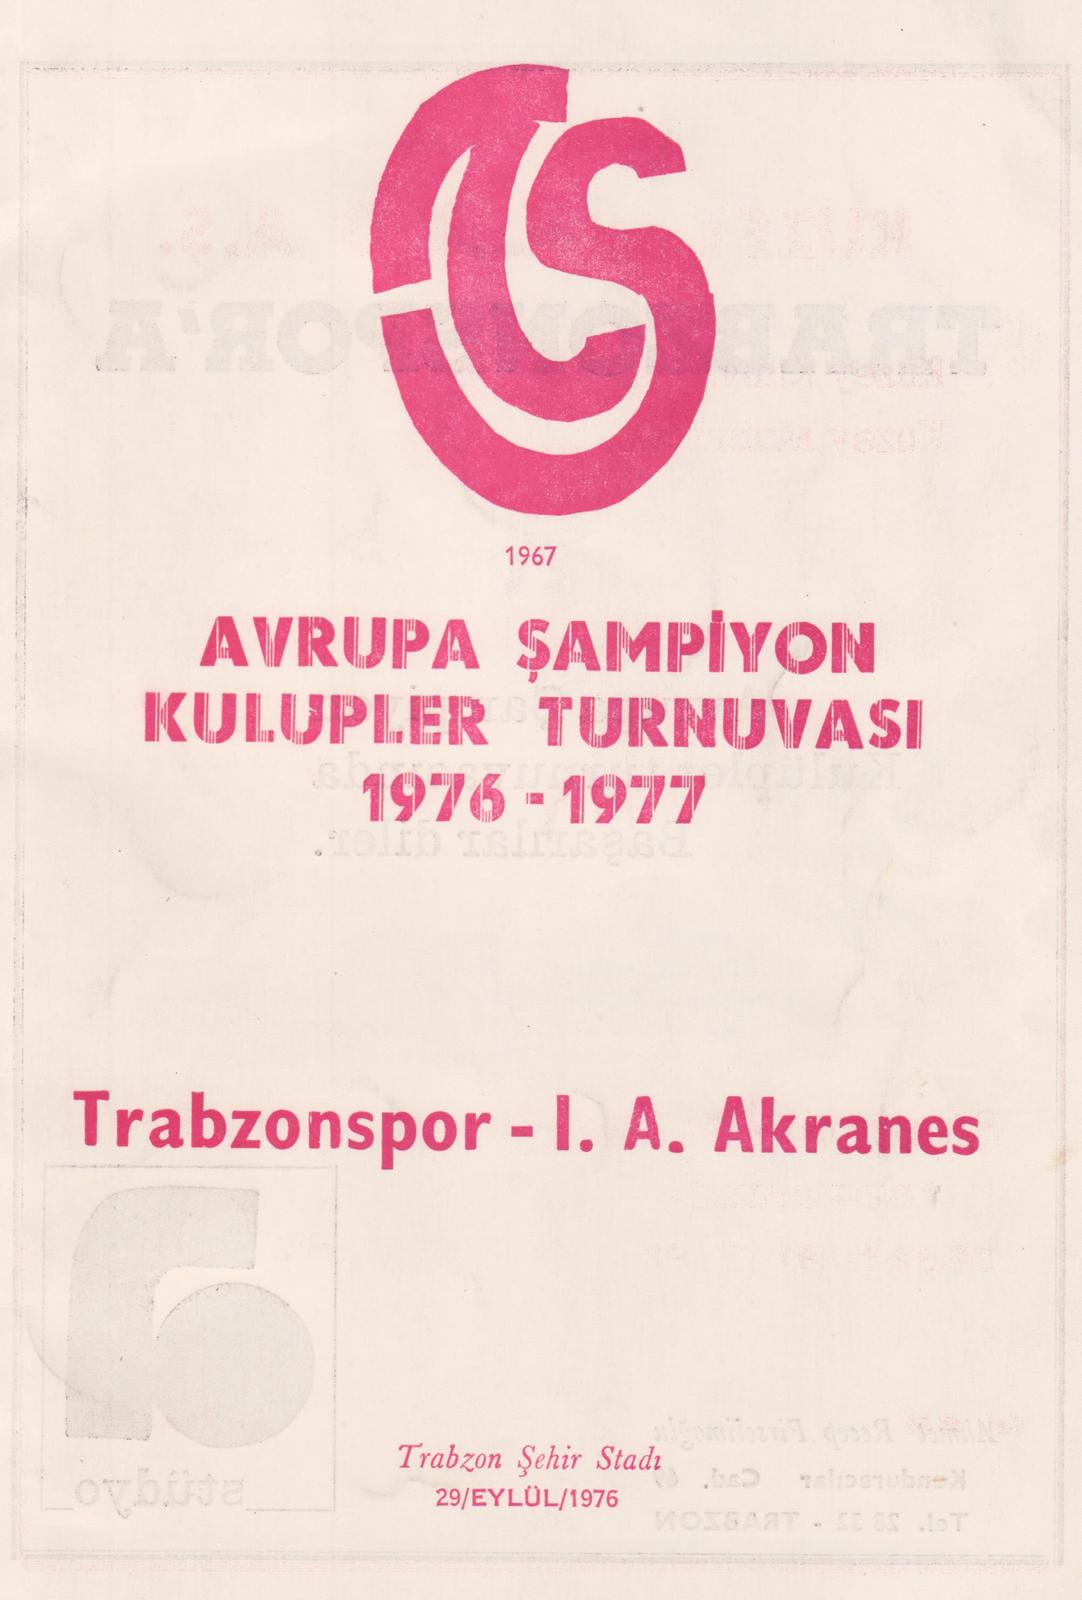 1967
AVRUPA ŞAMPİYON
KULUPLER TURNUVASI
1976 - 1977
Trabzonspor - I. A. Akranes
Trabzon Şehir Stadı
29/EYLÜL/1976